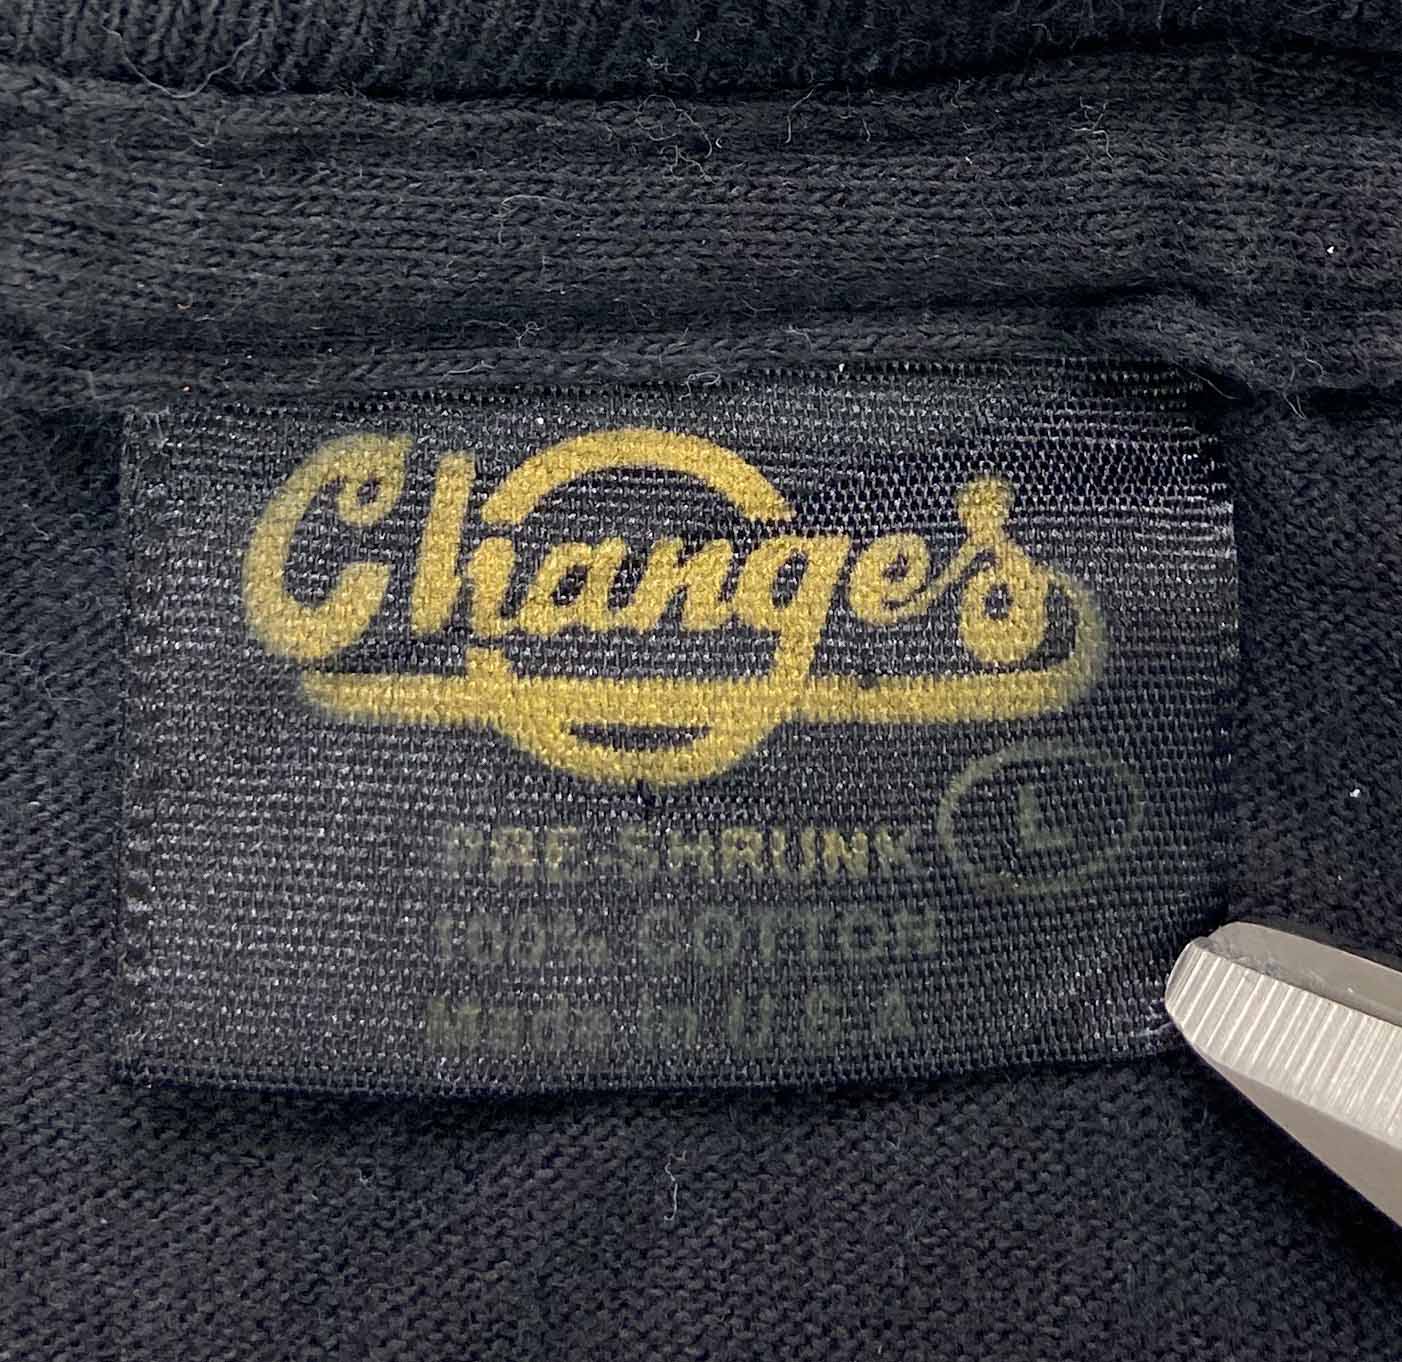 Changes
PRE-SHRUNK
L
100% COTTON
Made in U.S.A